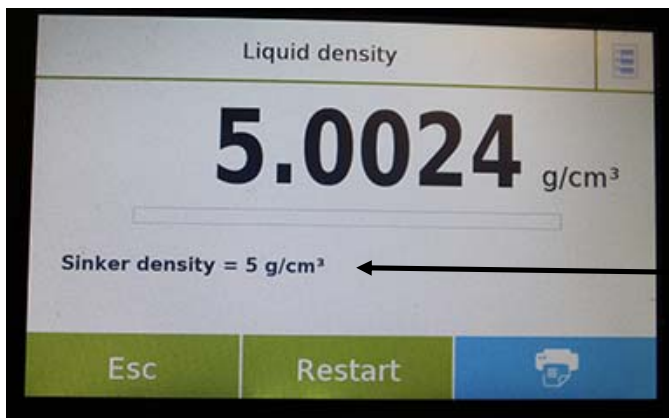 Liquid density
5.0024 g/cm³
Sinker density = 5 g/cm³
Esc
Restart